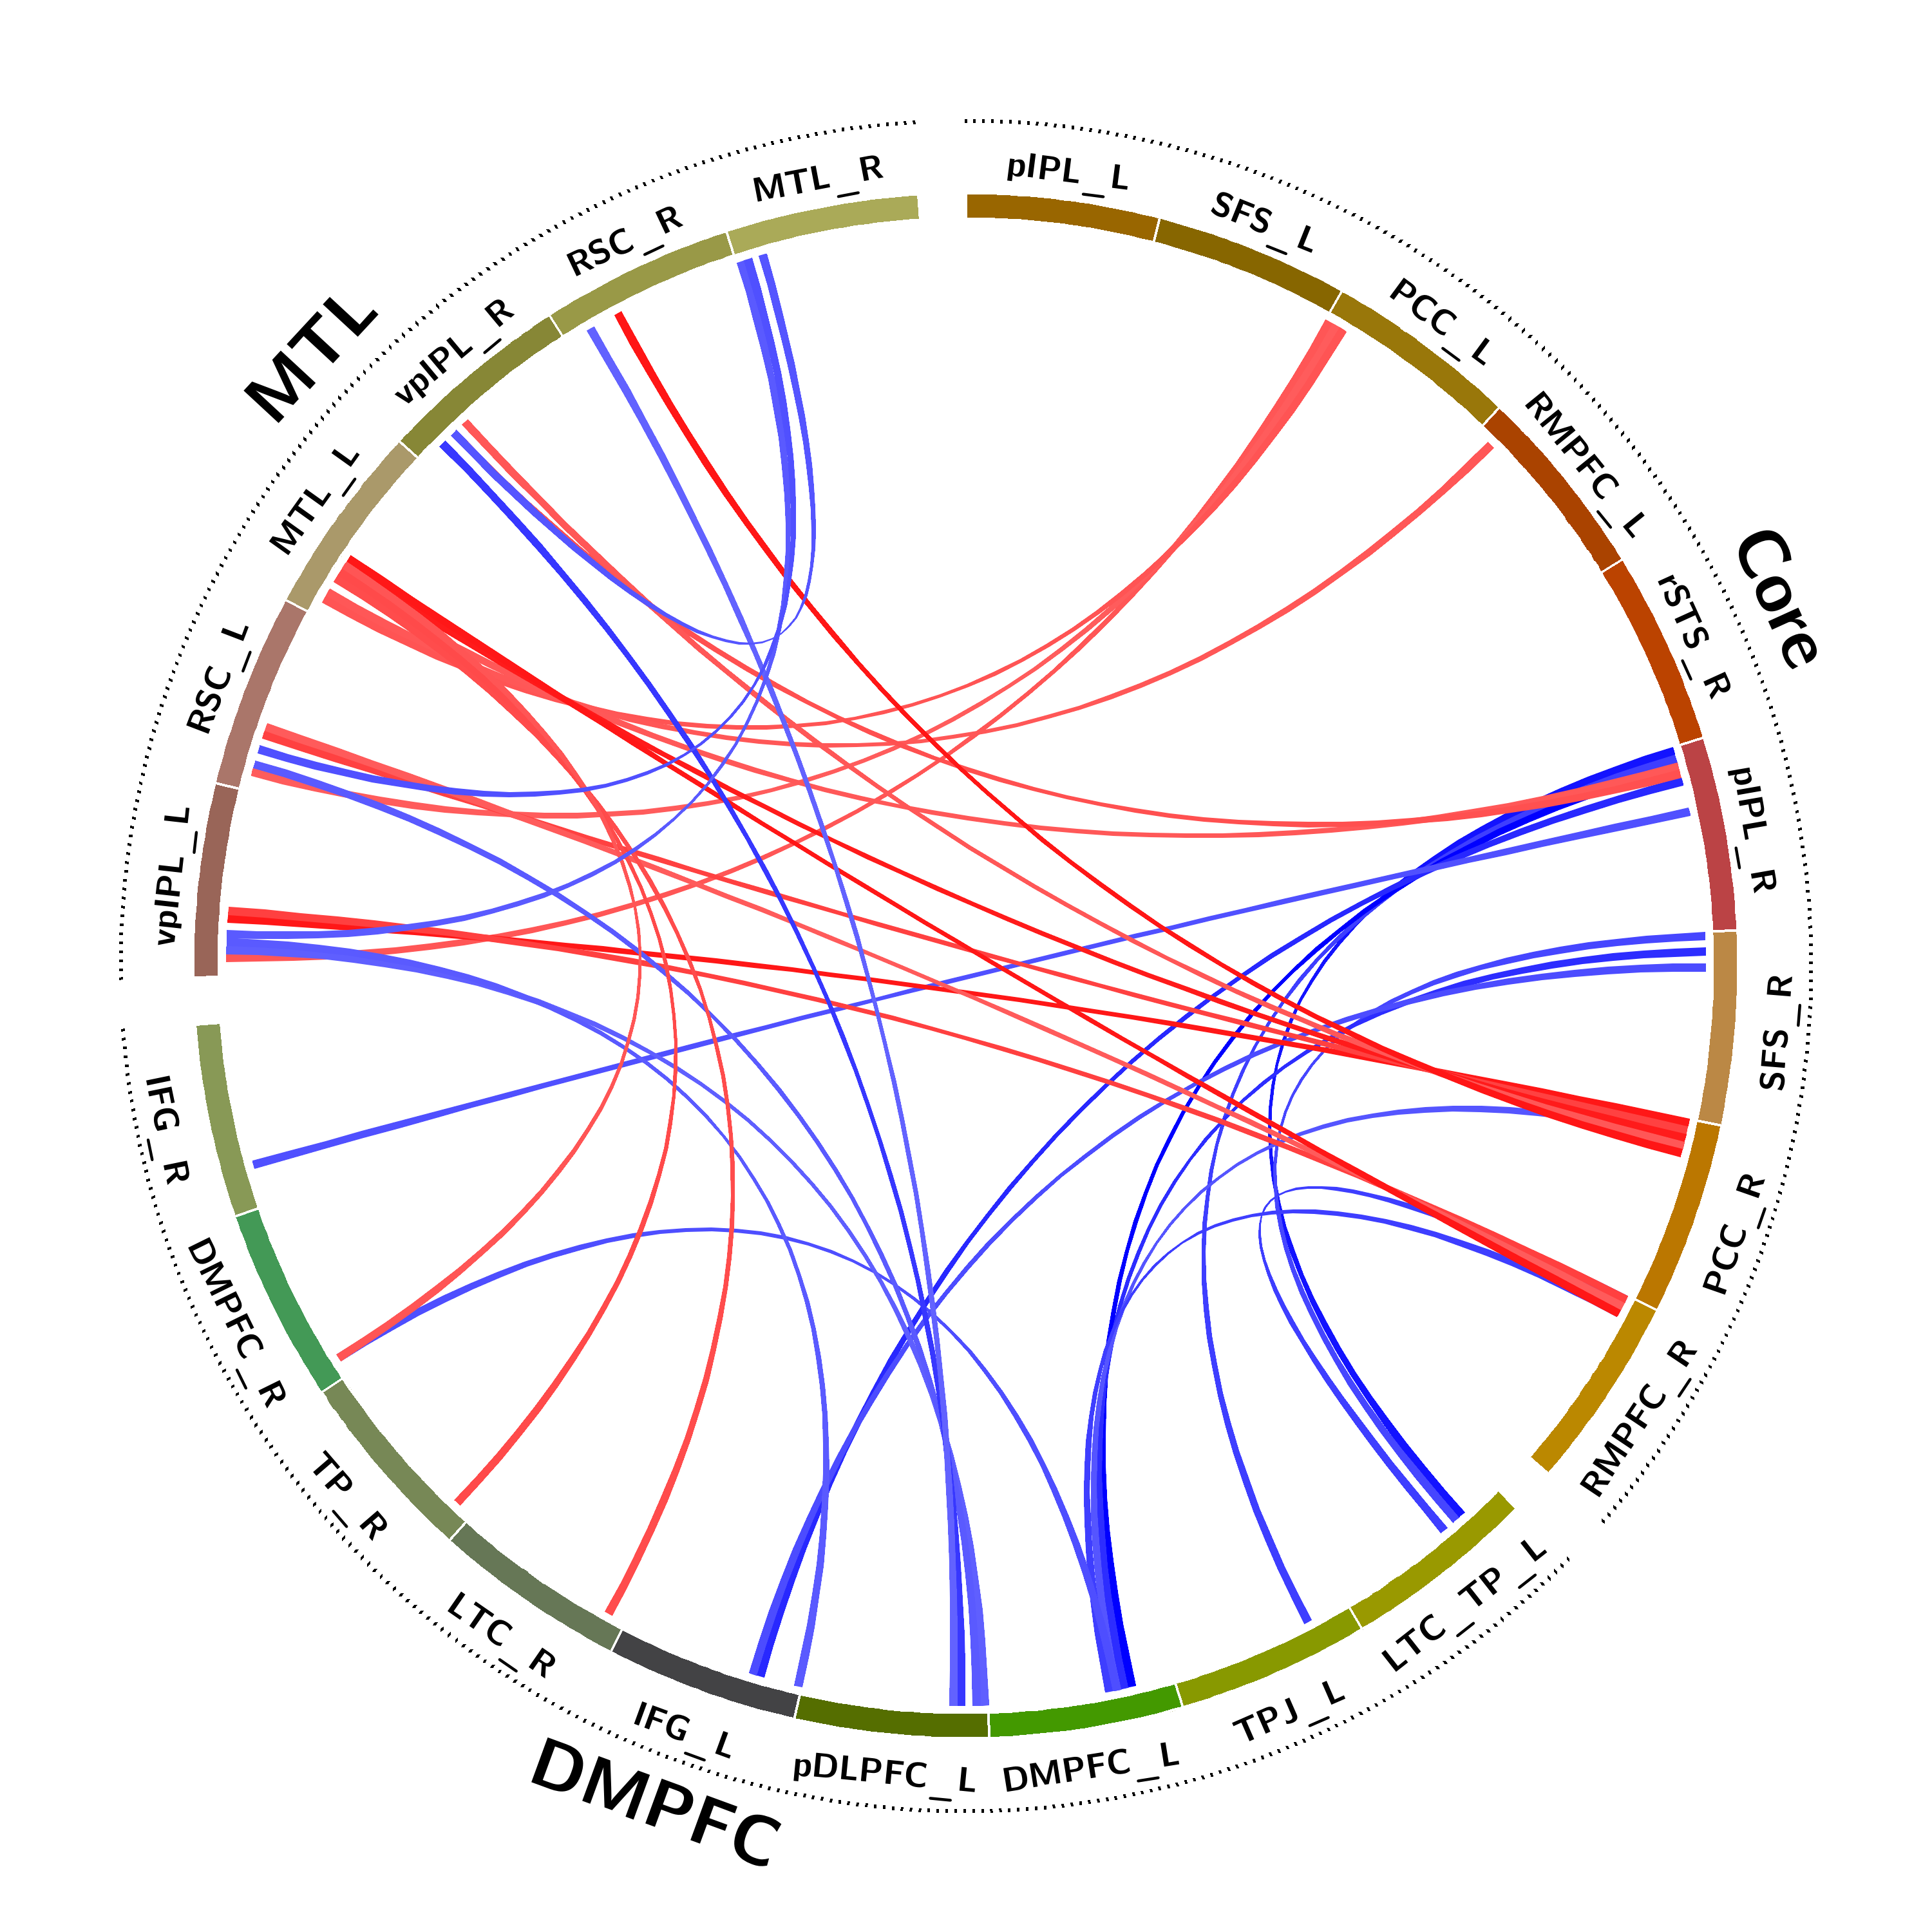 pIPL_L
SFS_L
PCC_L
RMPFC_L
rSTS_R
pIPL_R
SFS_R
PCC_R
RMPFC_R
Core
LTC_TP_L
TPJ_L
DMPFC_L
pDLPFC_L
IFG_L
LTC_R
TP_R
DMPFC_R
IFG_R
DMPFC
vpIPL_L
RSC_L
MTL_L
vpIPL_R
RSC_R
MTL_R
MTL